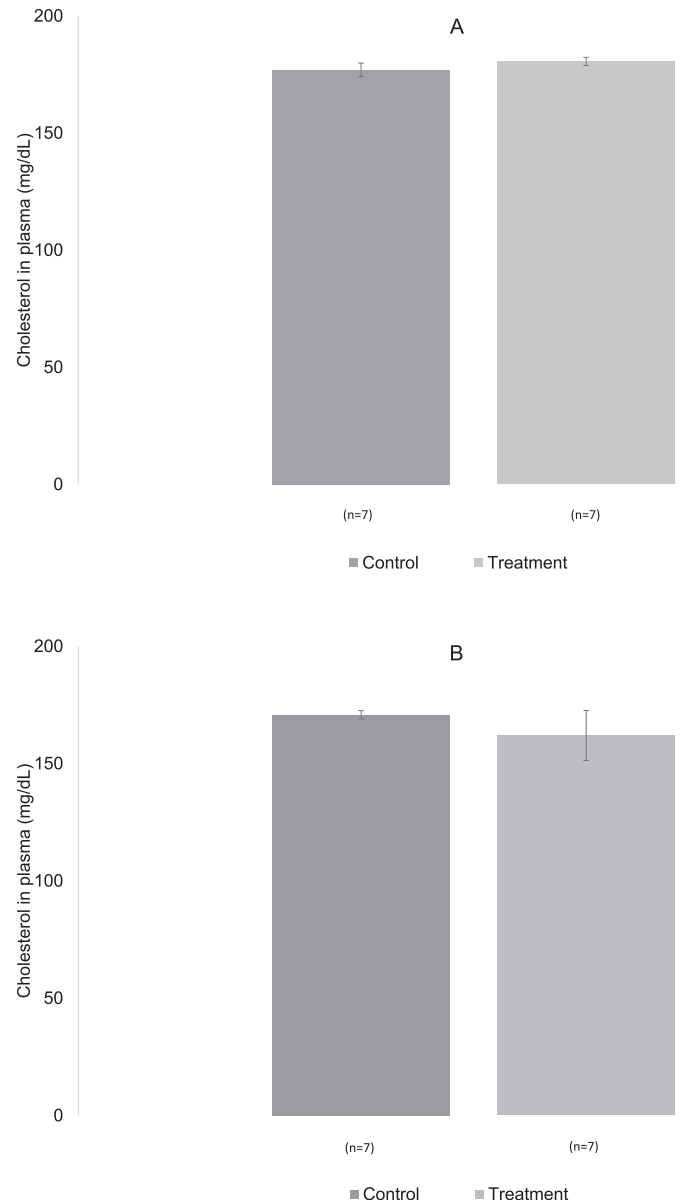 A
200
150
100
50
0
Cholesterol in plasma (mg/dL)
(n=7) (n=7)
Control Treatment
B
200
150
100
50
0
Cholesterol in plasma (mg/dL)
(n=7) (n=7)
Control Treatment